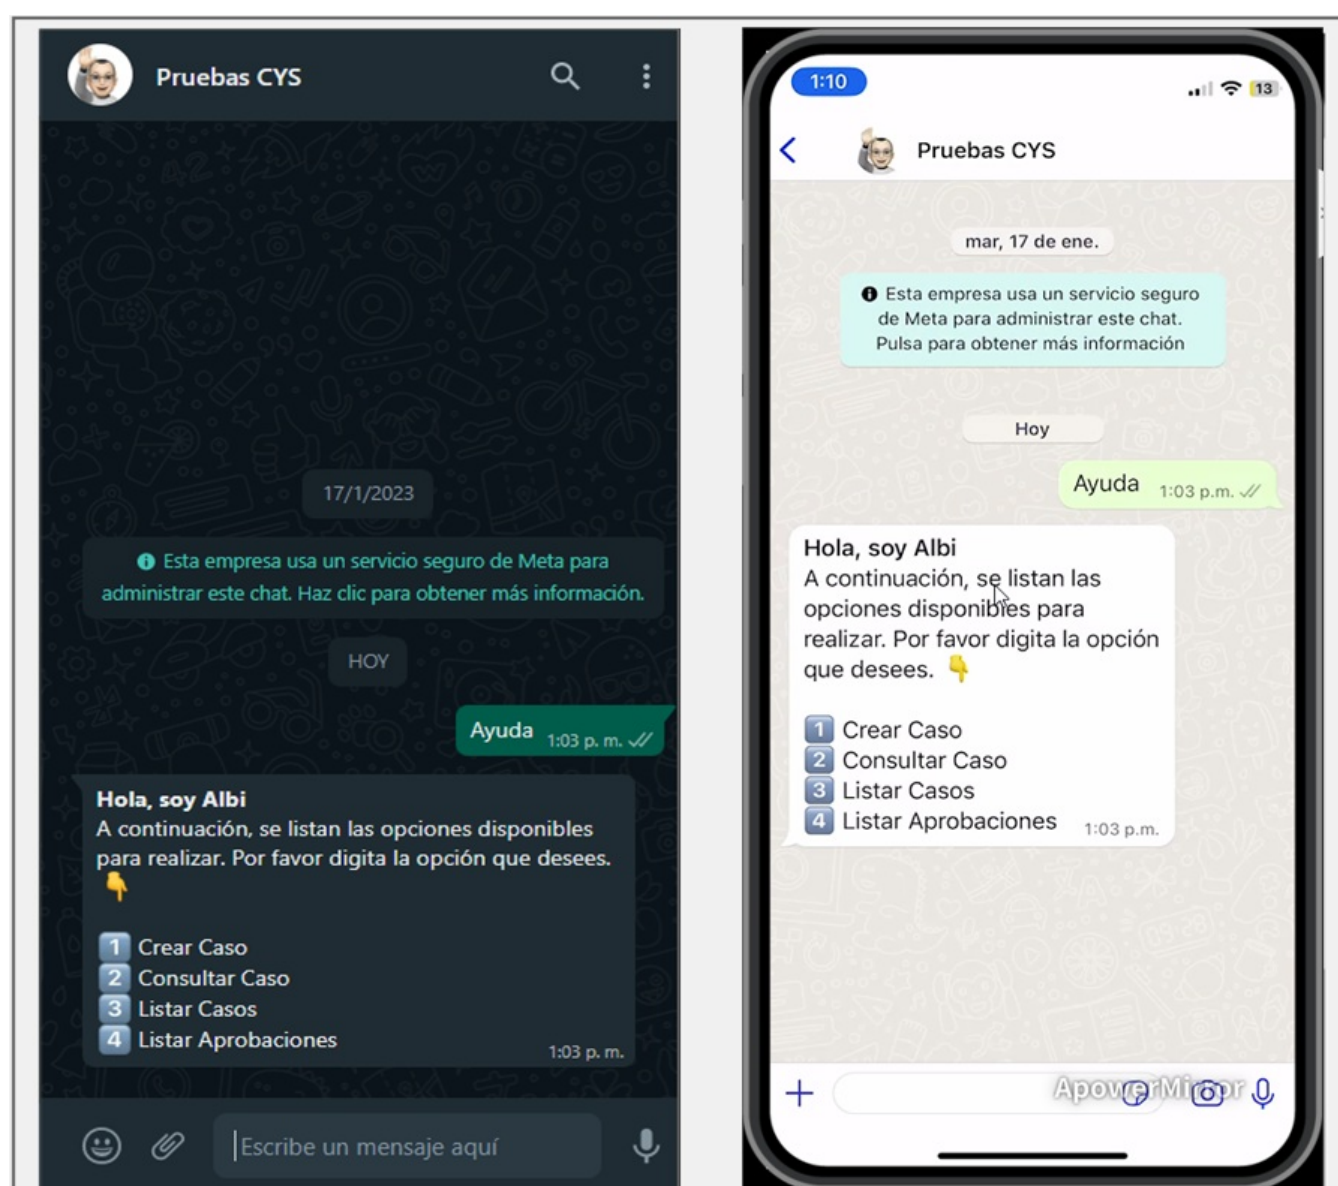 Pruebas CYS
17/1/2023
Esta empresa usa un servicio seguro de Meta para
administrar este chat. Haz clic para obtener más información.
HOY
Ayuda 1:03 p. m.
Hola, soy Albi
A continuación, se listan las opciones disponibles
para realizar. Por favor digita la opción que desees.
👇
1 Crear Caso
2 Consultar Caso
3 Listar Casos
4 Listar Aprobaciones
1:03 p. m.
Escribe un mensaje aquí
1:10
13
Pruebas CYS
mar, 17 de ene.
Esta empresa usa un servicio seguro
de Meta para administrar este chat.
Pulsa para obtener más información
Hoy
Ayuda 1:03 p.m.
Hola, soy Albi
A continuación, se listan las
opciones disponibles para
realizar. Por favor digita la opción
que desees. 👇
1 Crear Caso
2 Consultar Caso
3 Listar Casos
4 Listar Aprobaciones 1:03 p.m.
ApowerMirror